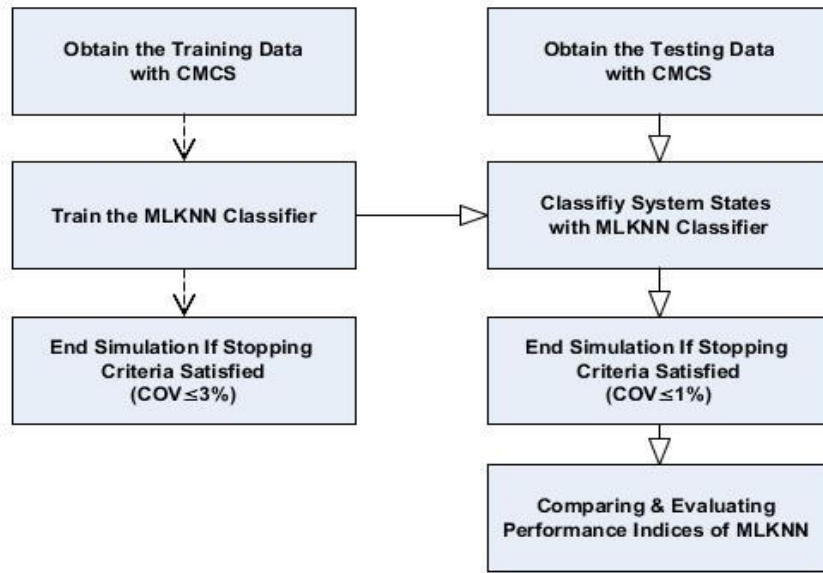 Obtain the Training Data
with CMCS
Train the MLKNN Classifier
End Simulation If Stopping
Criteria Satisfied
(COV≤3%)
Obtain the Testing Data
with CMCS
Classifiy System States
with MLKNN Classifier
End Simulation If Stopping
Criteria Satisfied
(COV≤1%)
Comparing & Evaluating
Performance Indices of MLKNN